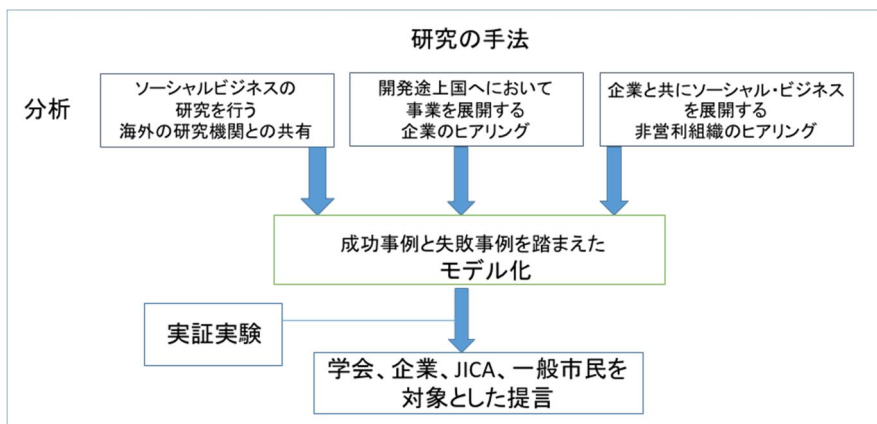 研究の手法
分析
ソーシャルビジネスの
研究を行う
海外の研究機関との共有
開発途上国へにおいて
事業を展開する
企業のヒアリング
企業と共にソーシャル・ビジネス
を展開する
非営利組織のヒアリング
成功事例と失敗事例を踏まえた
モデル化
実証実験
学会、企業、JICA、一般市民を
対象とした提言